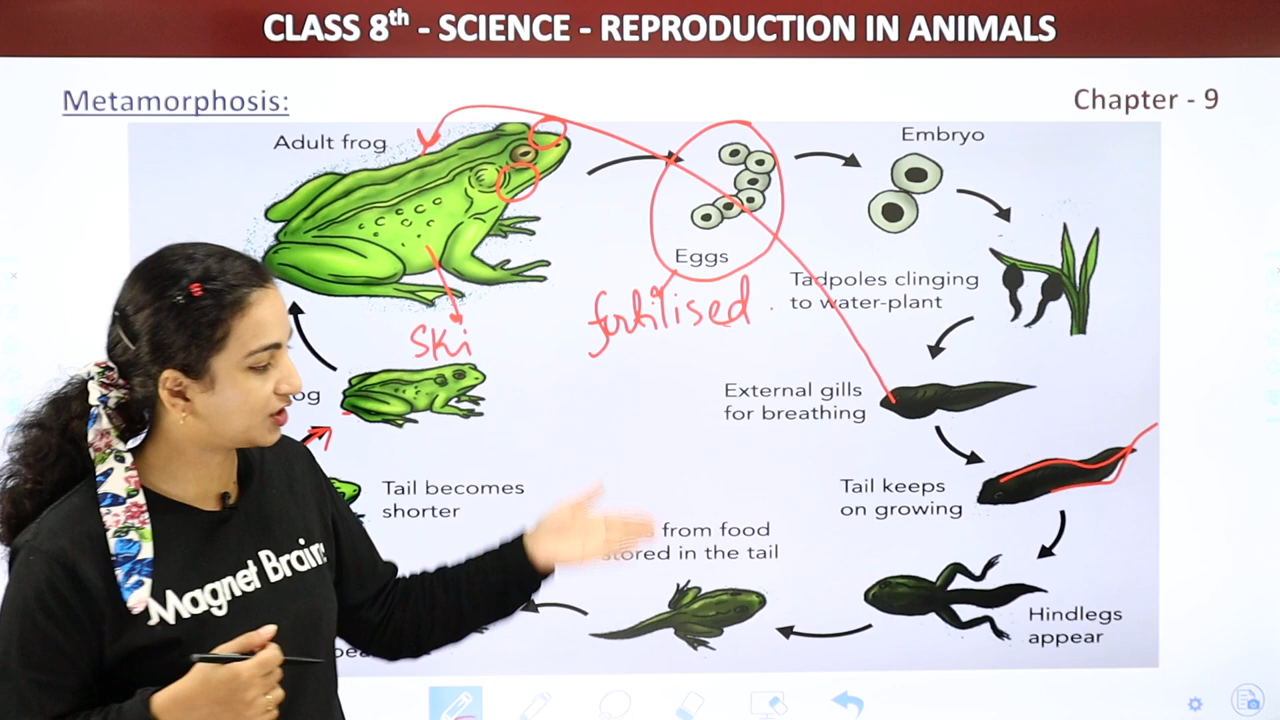 CLASS 8th - SCIENCE - REPRODUCTION IN ANIMALS
Metamorphosis:
Chapter - 9
Adult frog
Embryo
Eggs
fertilised
Tadpoles clinging
to water-plant
Ski
External gills
for breathing
Tail becomes
shorter
Tail keeps
on growing
from food
stored in the tail
Hindlegs
appear
Magnet Brains